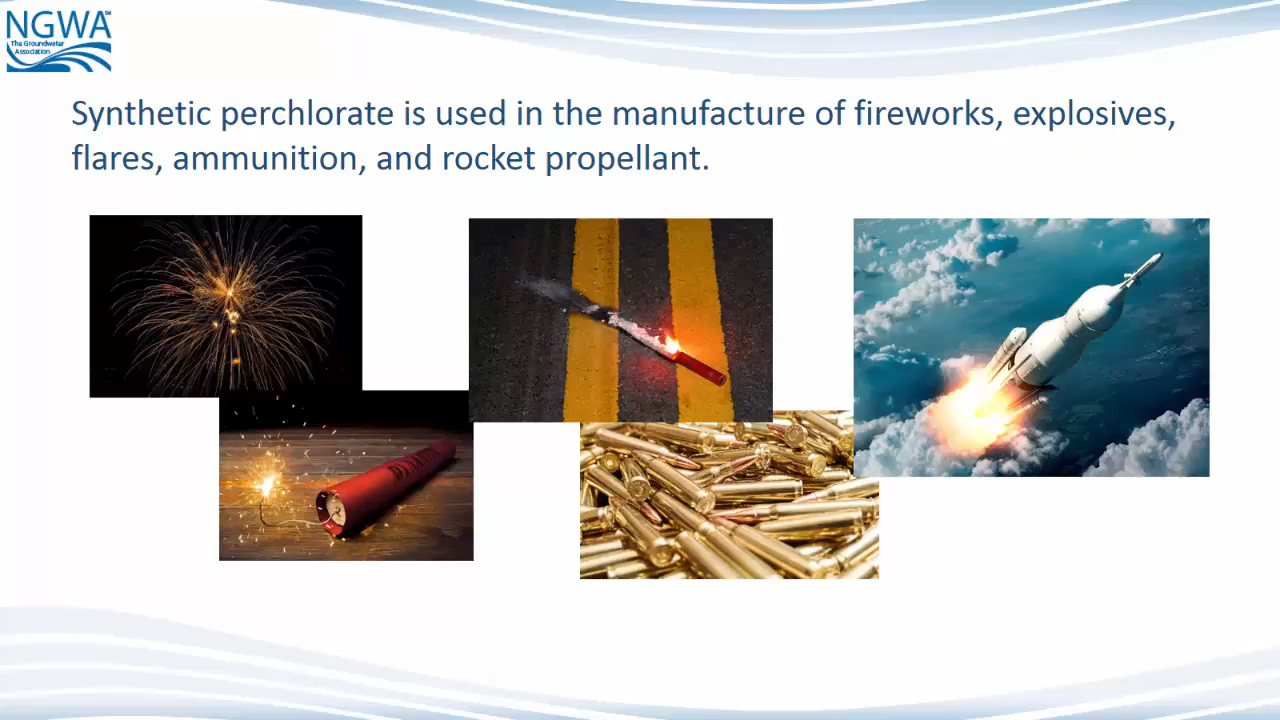 NGWA
The Groundwater
Association
Synthetic perchlorate is used in the manufacture of fireworks, explosives,
flares, ammunition, and rocket propellant.